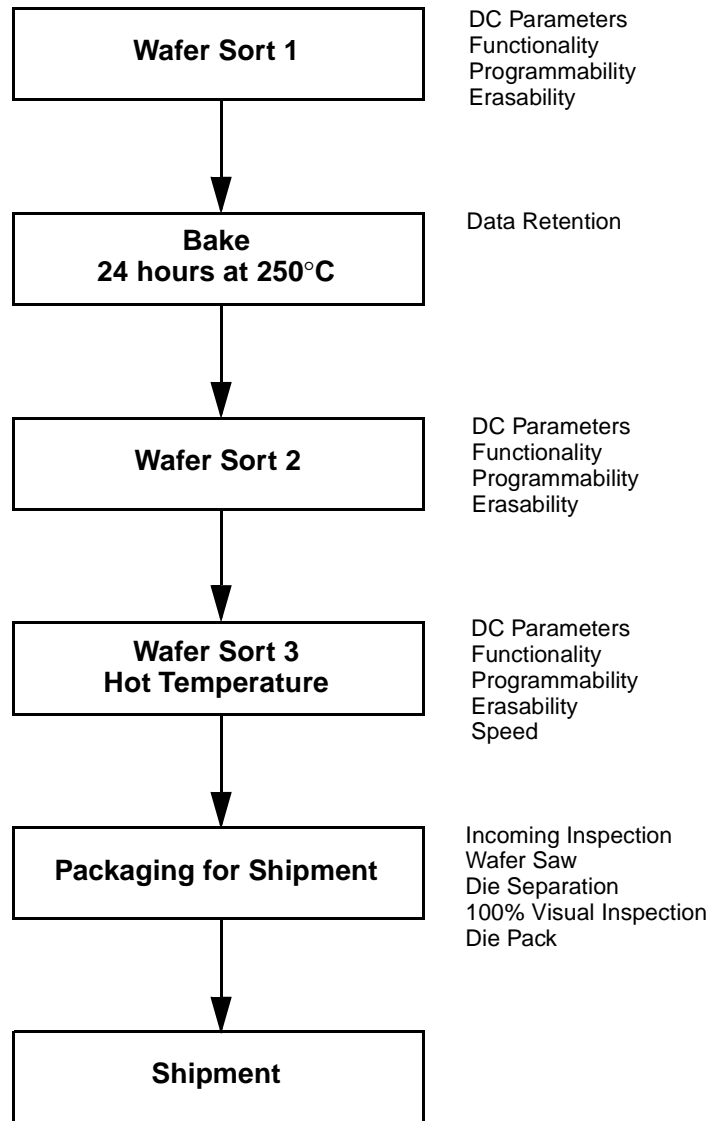 Wafer Sort 1
DC Parameters
Functionality
Programmability
Erasability
Bake
24 hours at 250°C
Data Retention
Wafer Sort 2
DC Parameters
Functionality
Programmability
Erasability
Wafer Sort 3
Hot Temperature
DC Parameters
Functionality
Programmability
Erasability
Speed
Packaging for Shipment
Incoming Inspection
Wafer Saw
Die Separation
100% Visual Inspection
Die Pack
Shipment